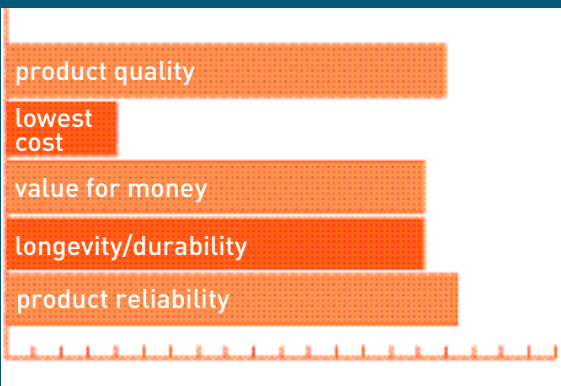 product quality
lowest
cost
value for money
longevity/durability
product reliability